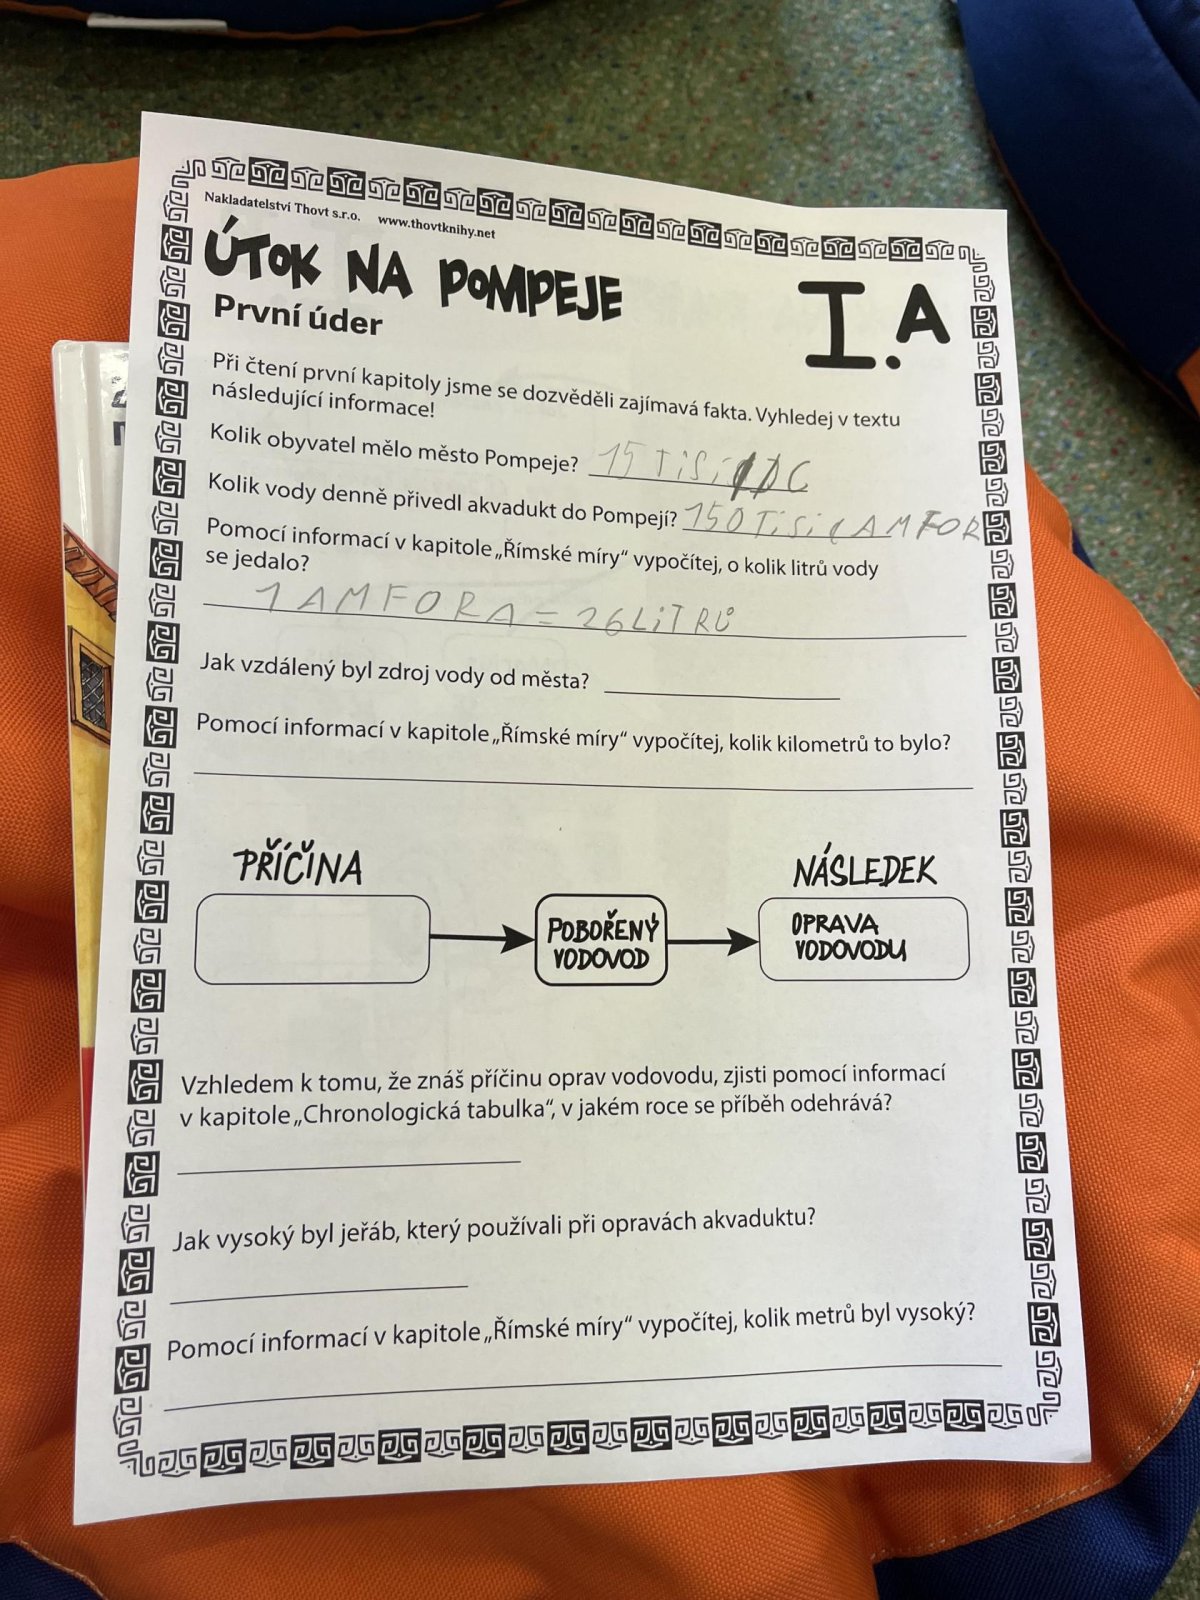 Nakladatelství Thovt s.r.o. www.thovtknihy.net
ÚTOK NA POMPEJE
První úder
I.A
Při čtení první kapitoly jsme se dozvěděli zajímavá fakta. Vyhledej v textu
následující informace!
Kolik obyvatel mělo město Pompeje? 15 TiSiC
Kolik vody denně přivedl akvadukt do Pompejí? 150 TiSiC AMFOR
Pomocí informací v kapitole „Římské míry“ vypočítej, o kolik litrů vody
se jedalo?
1 AMFORA = 26 LiTRŮ
Jak vzdálený byl zdroj vody od města?
Pomocí informací v kapitole „Římské míry“ vypočítej, kolik kilometrů to bylo?
PŘÍČINA
NÁSLEDEK
POBOŘENÝ
VODOVOD
OPRAVA
VODOVODU
Vzhledem k tomu, že znáš příčinu oprav vodovodu, zjisti pomocí informací
v kapitole „Chronologická tabulka“, v jakém roce se příběh odehrává?
Jak vysoký byl jeřáb, který používali při opravách akvaduktu?
Pomocí informací v kapitole „Římské míry“ vypočítej, kolik metrů byl vysoký?